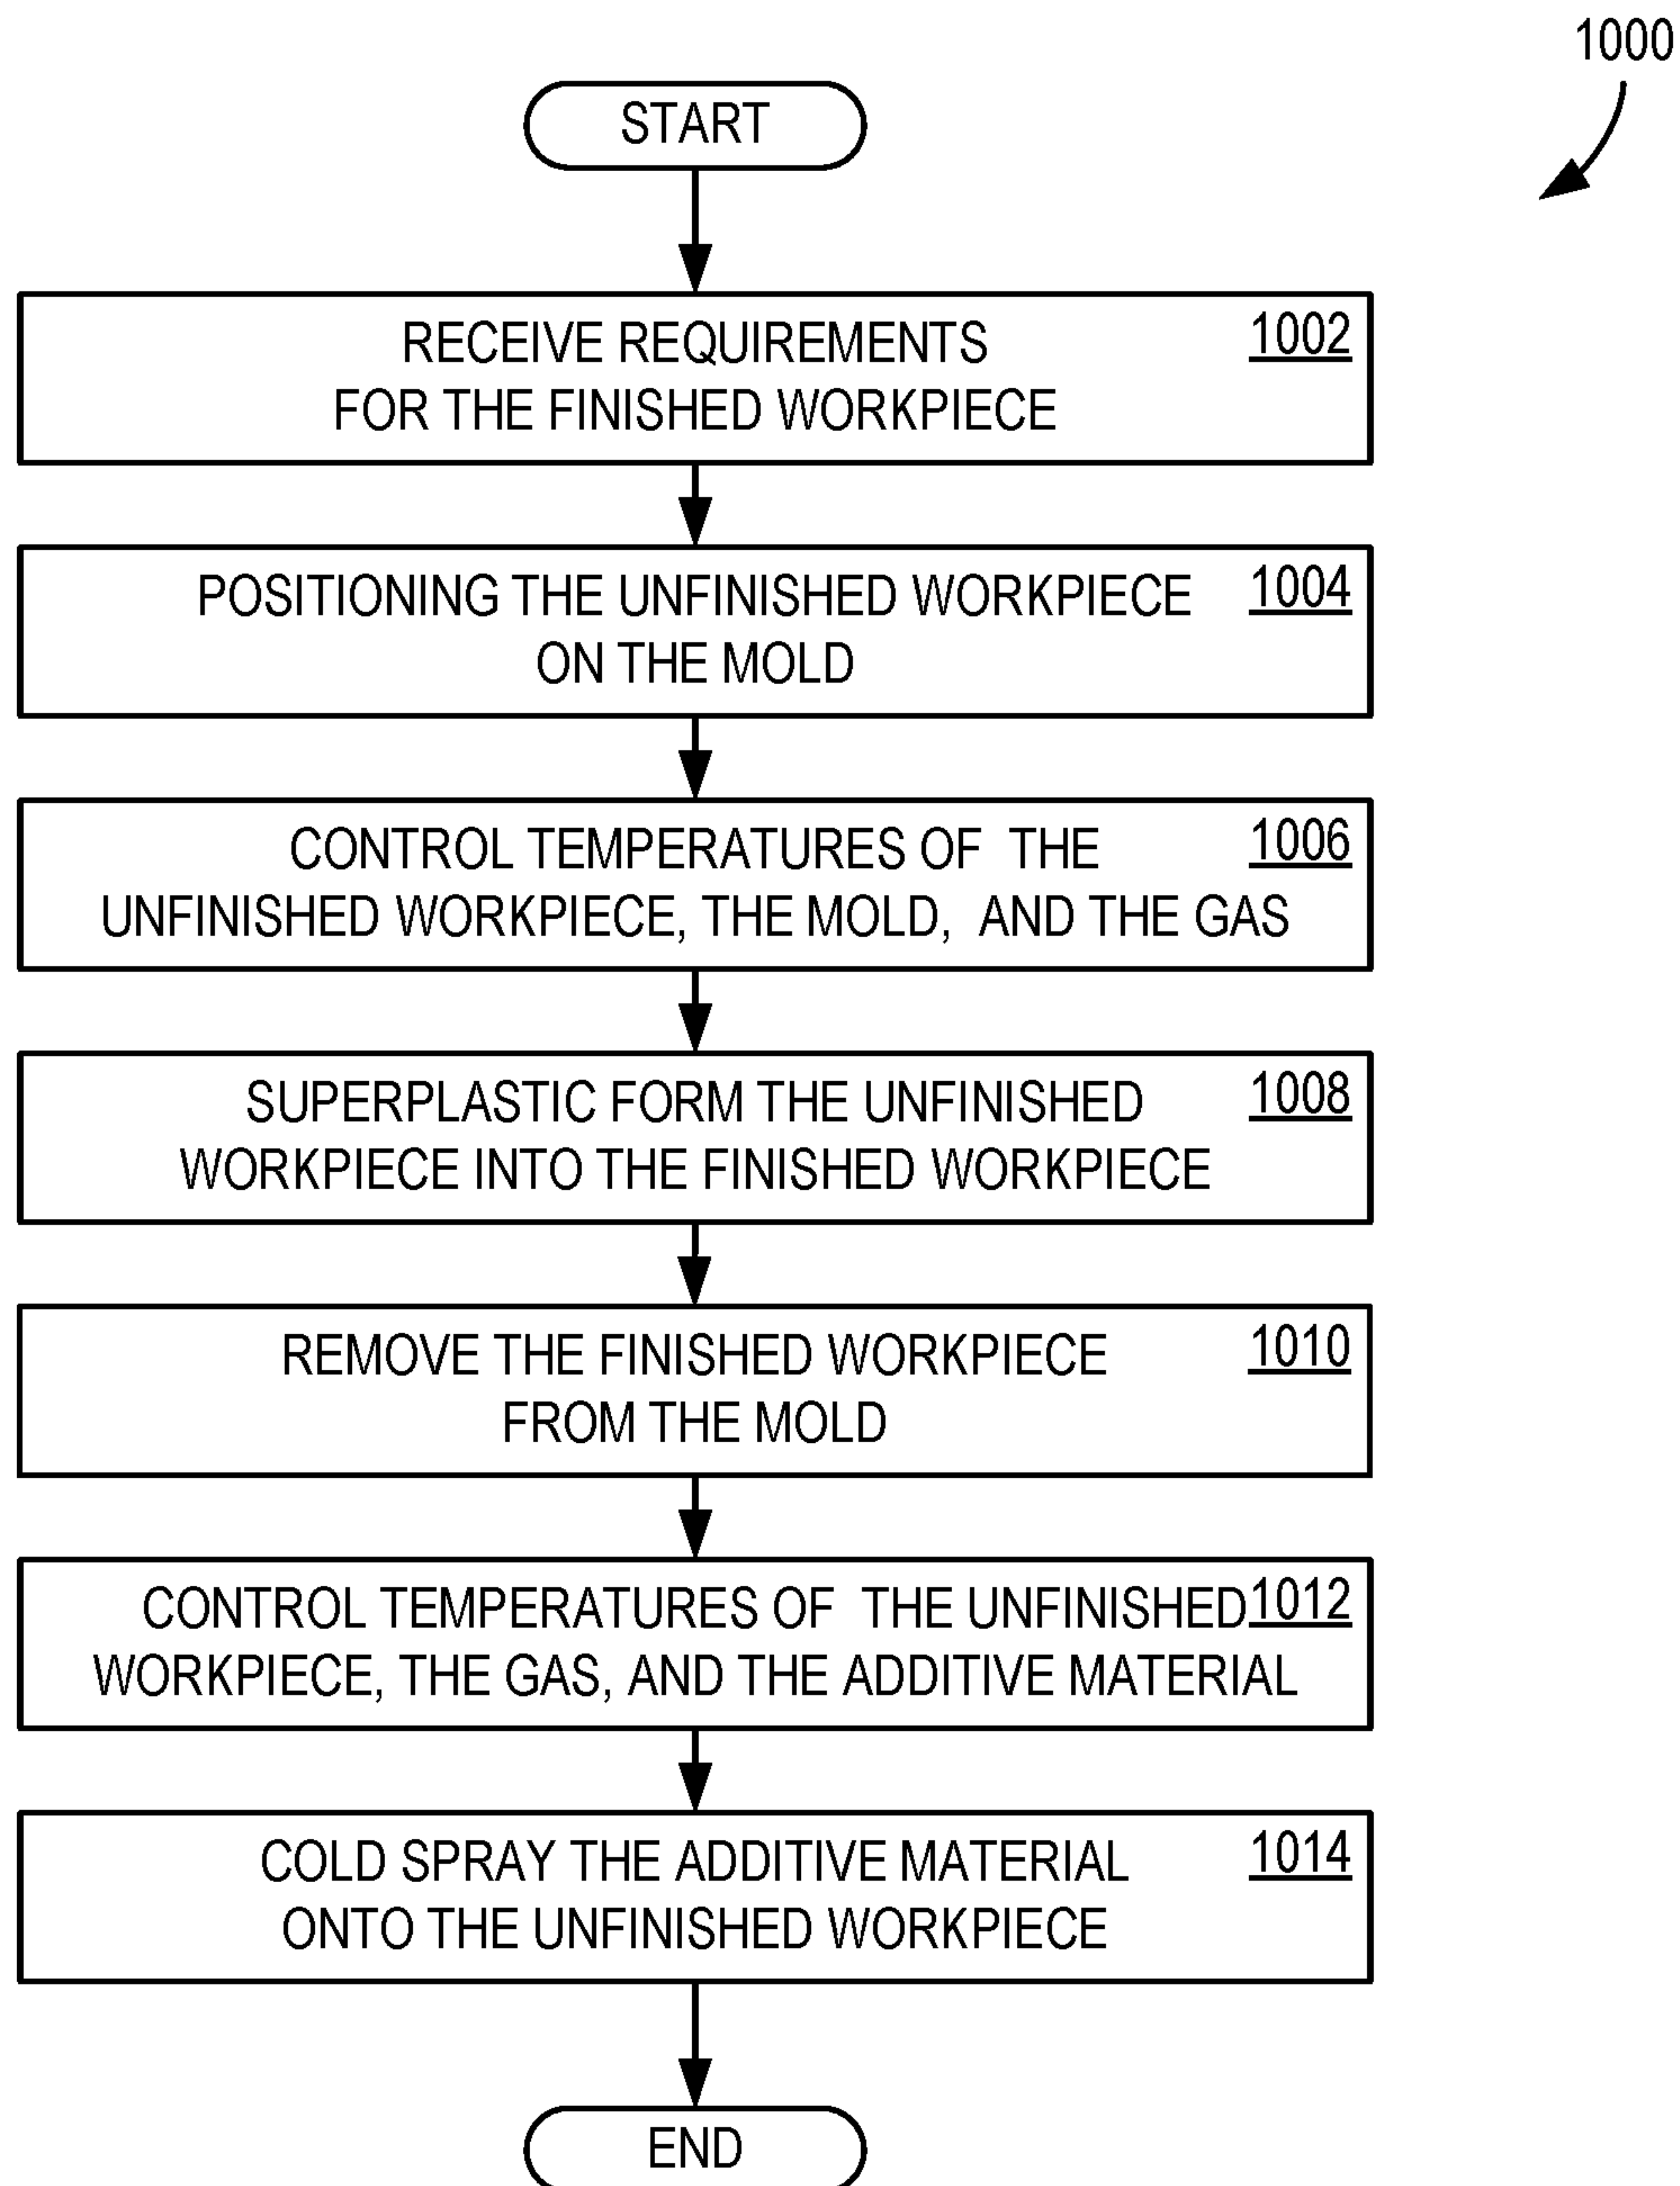 1000
START
RECEIVE REQUIREMENTS 1002
FOR THE FINISHED WORKPIECE
POSITIONING THE UNFINISHED WORKPIECE 1004
ON THE MOLD
CONTROL TEMPERATURES OF THE 1006
UNFINISHED WORKPIECE, THE MOLD, AND THE GAS
SUPERPLASTIC FORM THE UNFINISHED 1008
WORKPIECE INTO THE FINISHED WORKPIECE
REMOVE THE FINISHED WORKPIECE 1010
FROM THE MOLD
CONTROL TEMPERATURES OF THE UNFINISHED 1012
WORKPIECE, THE GAS, AND THE ADDITIVE MATERIAL
COLD SPRAY THE ADDITIVE MATERIAL 1014
ONTO THE UNFINISHED WORKPIECE
END